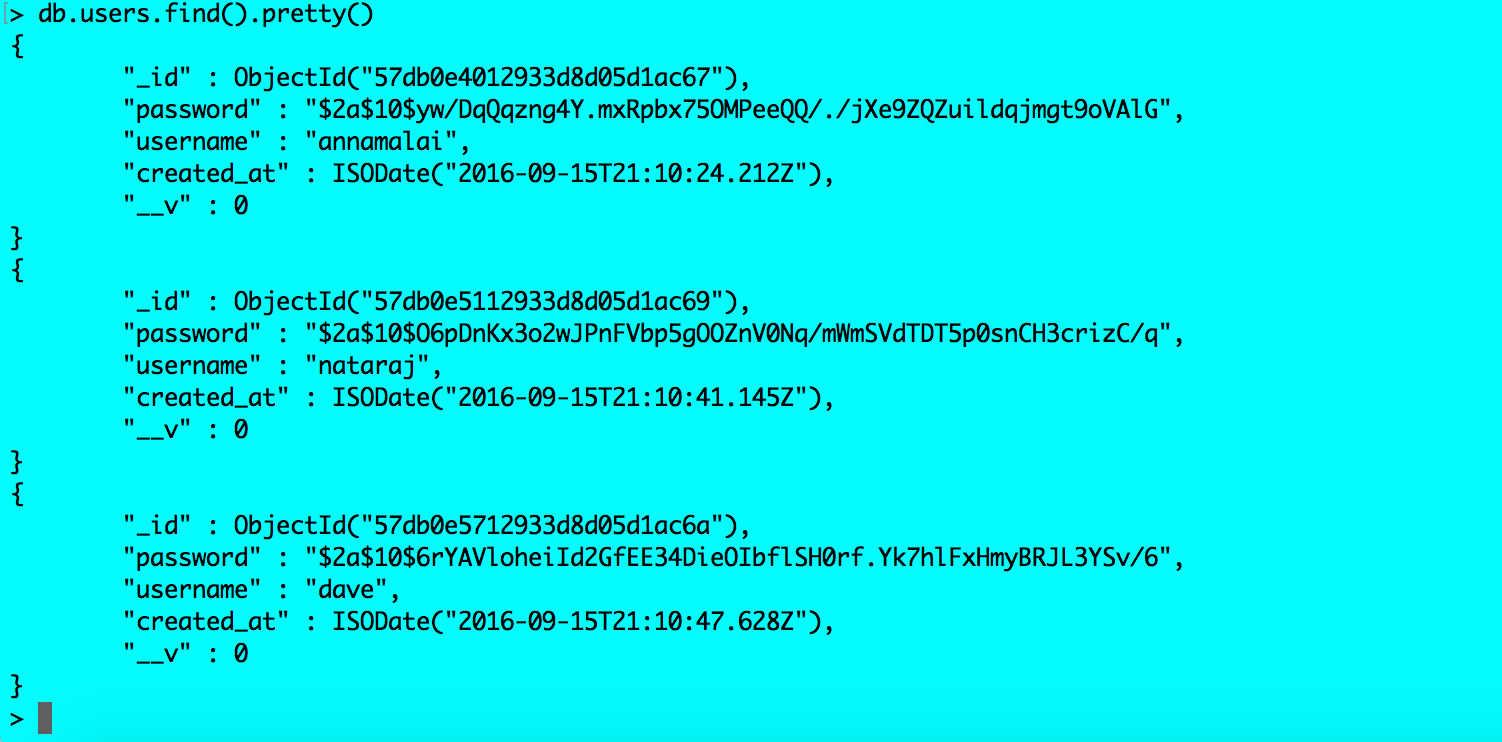 > db.users.find().pretty()
{
        "_id" : ObjectId("57db0e4012933d8d05d1ac67"),
        "password" : "$2a$10$yw/DqQqzng4Y.mxRpbx75OMPeeQQ/./jXe9ZQZuildqjmgt9oVAlG",
        "username" : "annamalai",
        "created_at" : ISODate("2016-09-15T21:10:24.212Z"),
        "__v" : 0
}
{
        "_id" : ObjectId("57db0e5112933d8d05d1ac69"),
        "password" : "$2a$10$O6pDnKx3o2wJPnFVbp5gOOZnV0Nq/mWmSVdTDT5p0snCH3crizC/q",
        "username" : "nataraj",
        "created_at" : ISODate("2016-09-15T21:10:41.145Z"),
        "__v" : 0
}
{
        "_id" : ObjectId("57db0e5712933d8d05d1ac6a"),
        "password" : "$2a$10$6rYAVloheiId2GfEE34DieOIbflSH0rf.Yk7hlFxHmyBRJL3YSv/6",
        "username" : "dave",
        "created_at" : ISODate("2016-09-15T21:10:47.628Z"),
        "__v" : 0
}
>